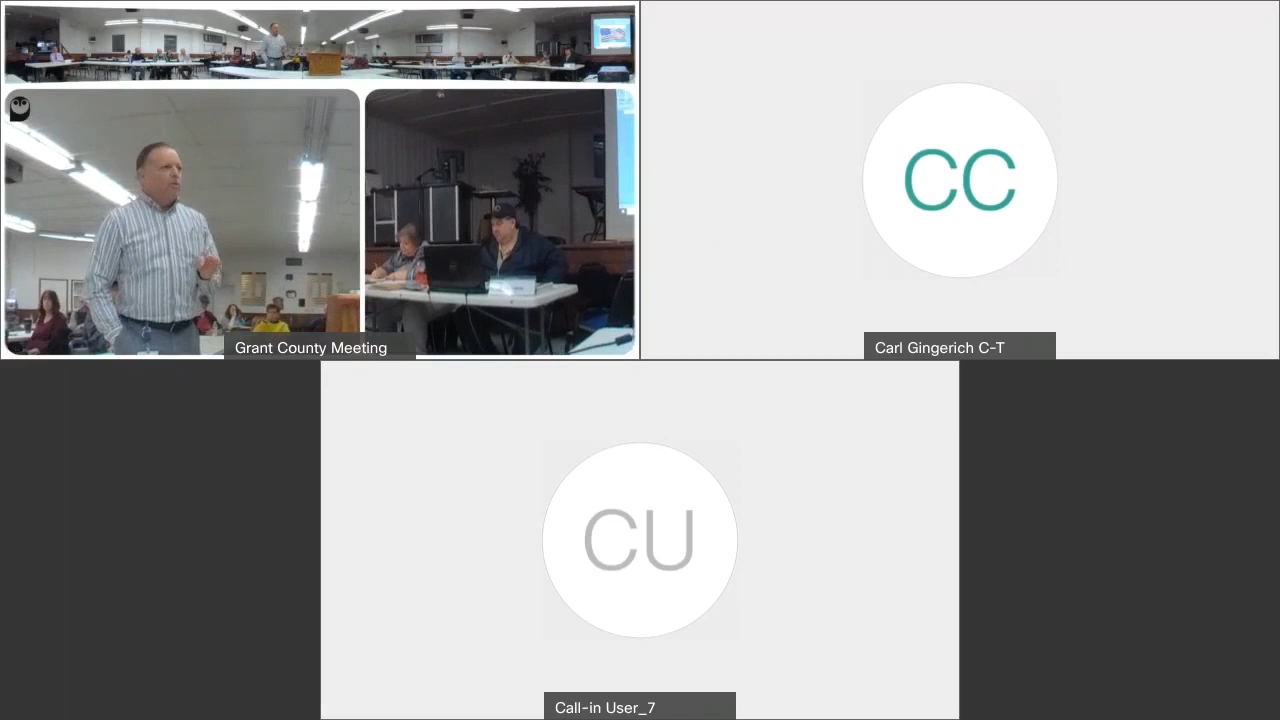 CC
Grant County Meeting
Carl Gingerich C-T
CU
Call-in User_7